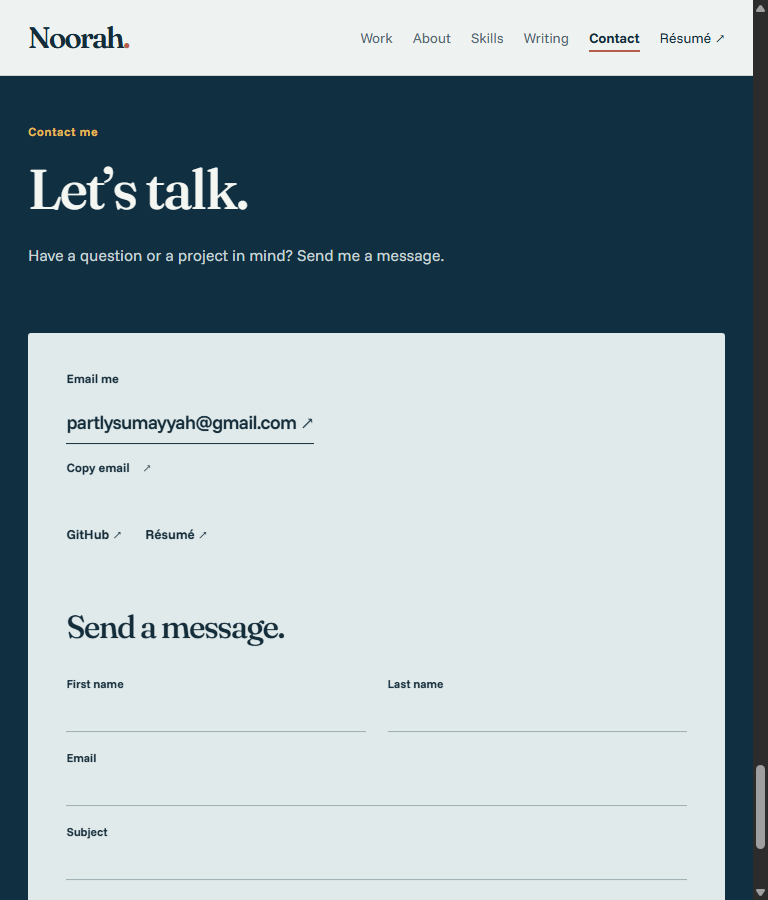 Noorah.
Work About Skills Writing Contact Résumé ↗
Contact me
Let’s talk.
Have a question or a project in mind? Send me a message.
Email me
partlysumayyah@gmail.com ↗
Copy email ↗
GitHub ↗ Résumé ↗
Send a message.
First name Last name
Email
Subject